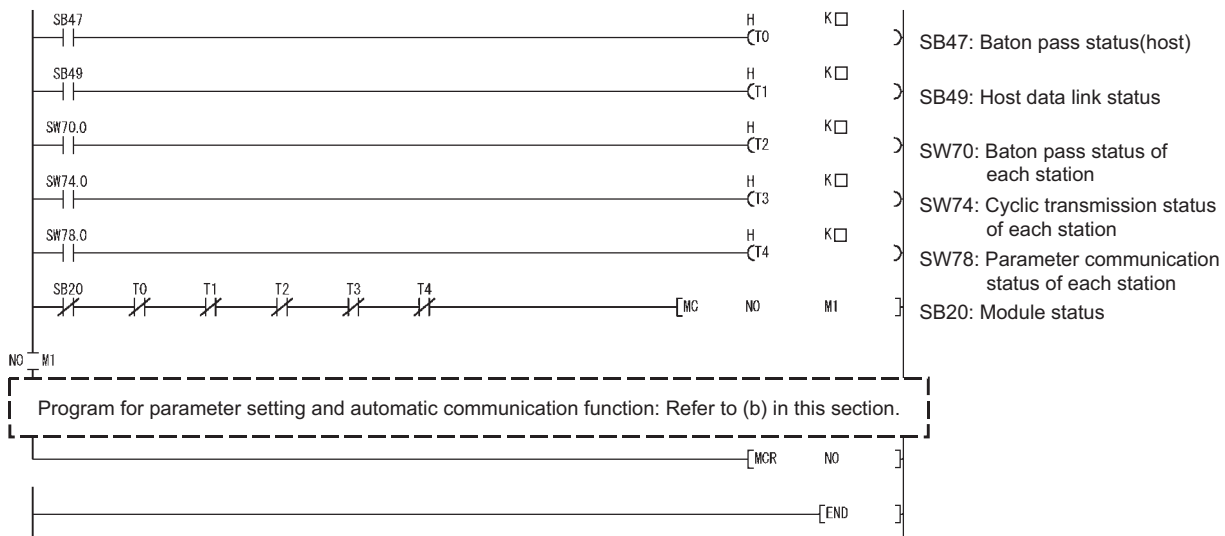 SB47 H K□
T0 SB47: Baton pass status(host)
SB49 H K□
T1 SB49: Host data link status
SW70.0 H K□
T2 SW70: Baton pass status of
each station
SW74.0 H K□
T3 SW74: Cyclic transmission status
of each station
SW78.0 H K□
T4 SW78: Parameter communication
status of each station
SB20 T0 T1 T2 T3 T4
MC N0 M1 SB20: Module status
N0 M1
Program for parameter setting and automatic communication function: Refer to (b) in this section.
MCR N0
END